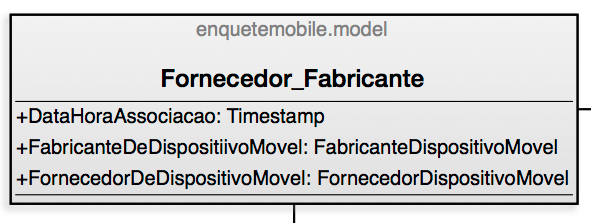 enquetemobile.model
Fornecedor_Fabricante
+DataHoraAssociacao: Timestamp
+FabricanteDeDispositiivoMovel: FabricanteDispositivoMovel
+FornecedorDeDispositivoMovel: FornecedorDispositivoMovel